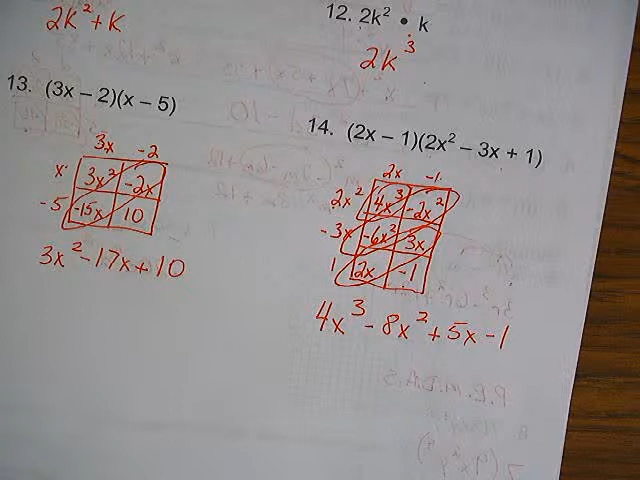 2k² + k
12. 2k² • k
2k³
13. (3x – 2)(x – 5)
3x -2
x 3x² -2x
-5 -15x 10
3x² - 17x + 10
14. (2x – 1)(2x² – 3x + 1)
2x -1
2x² 4x³ -2x²
-3x -6x² 3x
1 2x -1
4x³ - 8x² + 5x - 1
P.E.M.D.A.S